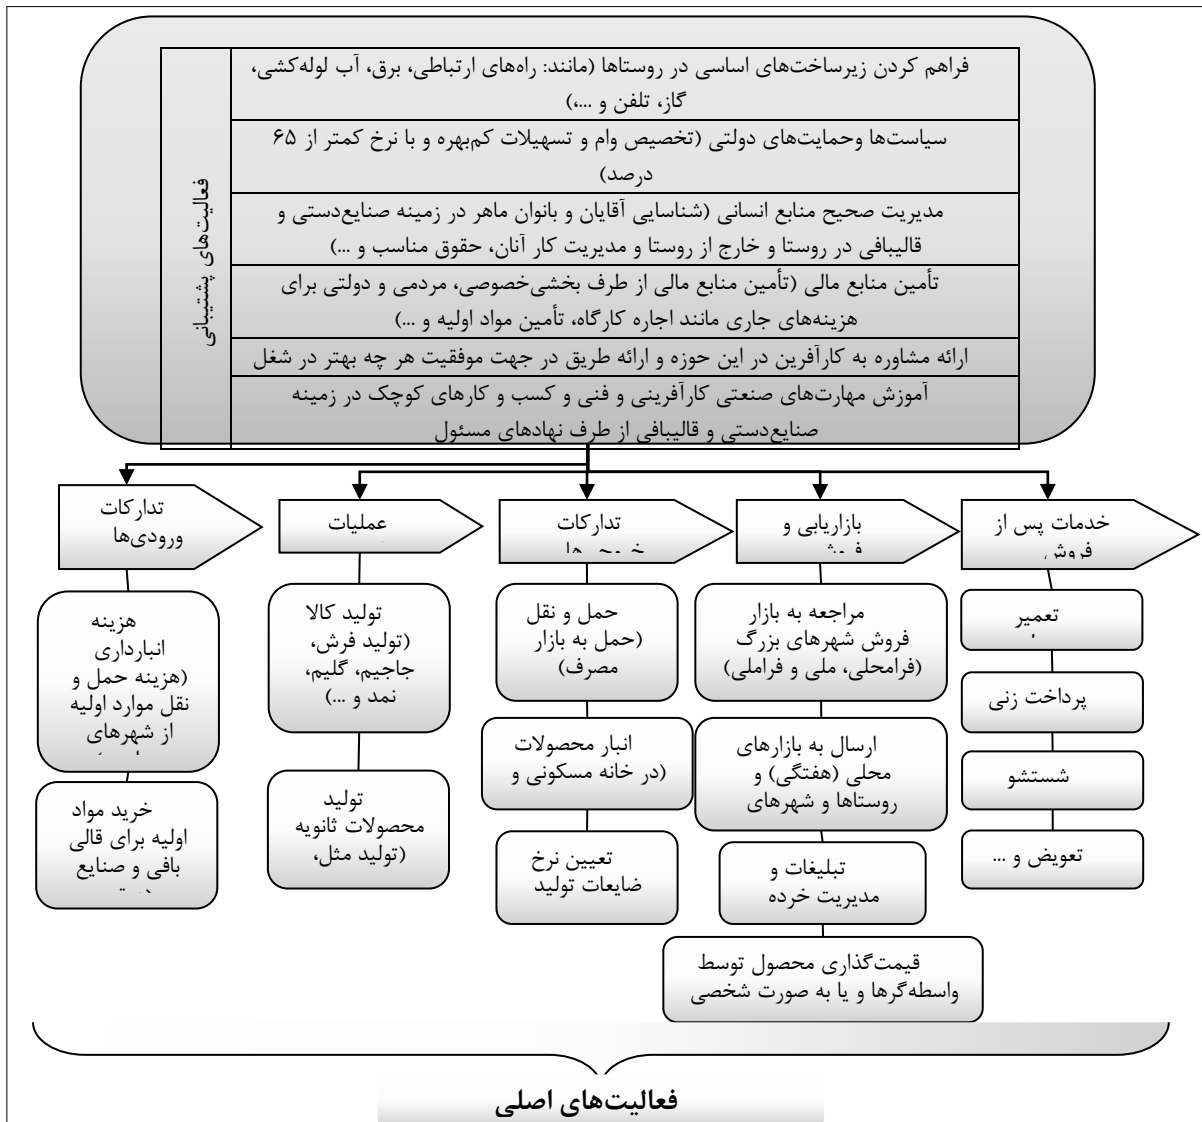 فعالیت‌های پشتیبانی
فراهم کردن زیرساخت‌های اساسی در روستاها (مانند: راه‌های ارتباطی، برق، آب لوله‌کشی،
گاز، تلفن و ...،)
سیاست‌ها وحمایت‌های دولتی (تخصیص وام و تسهیلات کم‌بهره و با نرخ کمتر از ۶۵
درصد)
مدیریت صحیح منابع انسانی (شناسایی آقایان و بانوان ماهر در زمینه صنایع‌دستی و
قالیبافی در روستا و خارج از روستا و مدیریت کار آنان، حقوق مناسب و ...)
تأمین منابع مالی (تأمین منابع مالی از طرف بخشی‌خصوصی، مردمی و دولتی برای
هزینه‌های جاری مانند اجاره کارگاه، تأمین مواد اولیه و ...)
ارائه مشاوره به کارآفرین در این حوزه و ارائه طریق در جهت موفقیت هر چه بهتر در شغل
آموزش مهارت‌های صنعتی کارآفرینی و فنی و کسب و کارهای کوچک در زمینه
صنایع‌دستی و قالیبافی از طرف نهادهای مسئول
خدمات پس از
فروش
تعمیر
پرداخت زنی
شستشو
تعویض و ...
بازاریابی و
فروش
مراجعه به بازار
فروش شهرهای بزرگ
(فرامحلی، ملی و فراملی)
ارسال به بازارهای
محلی (هفتگی) و
روستاها و شهرهای
تبلیغات و
مدیریت خرده
قیمت‌گذاری محصول توسط
واسطه‌گرها و یا به صورت شخصی
تدارکات
حمل و نقل
(حمل به بازار
مصرف)
انبار محصولات
(در خانه مسکونی و
تعیین نرخ
ضایعات تولید
عملیات
تولید کالا
(تولید فرش،
جاجیم، گلیم،
نمد و ...)
تولید
محصولات ثانویه
(تولید مثل،
تدارکات
ورودی‌ها
هزینه
انبارداری
(هزینه حمل و
نقل موارد اولیه
از شهرهای
خرید مواد
اولیه برای قالی
بافی و صنایع
فعالیت‌های اصلی